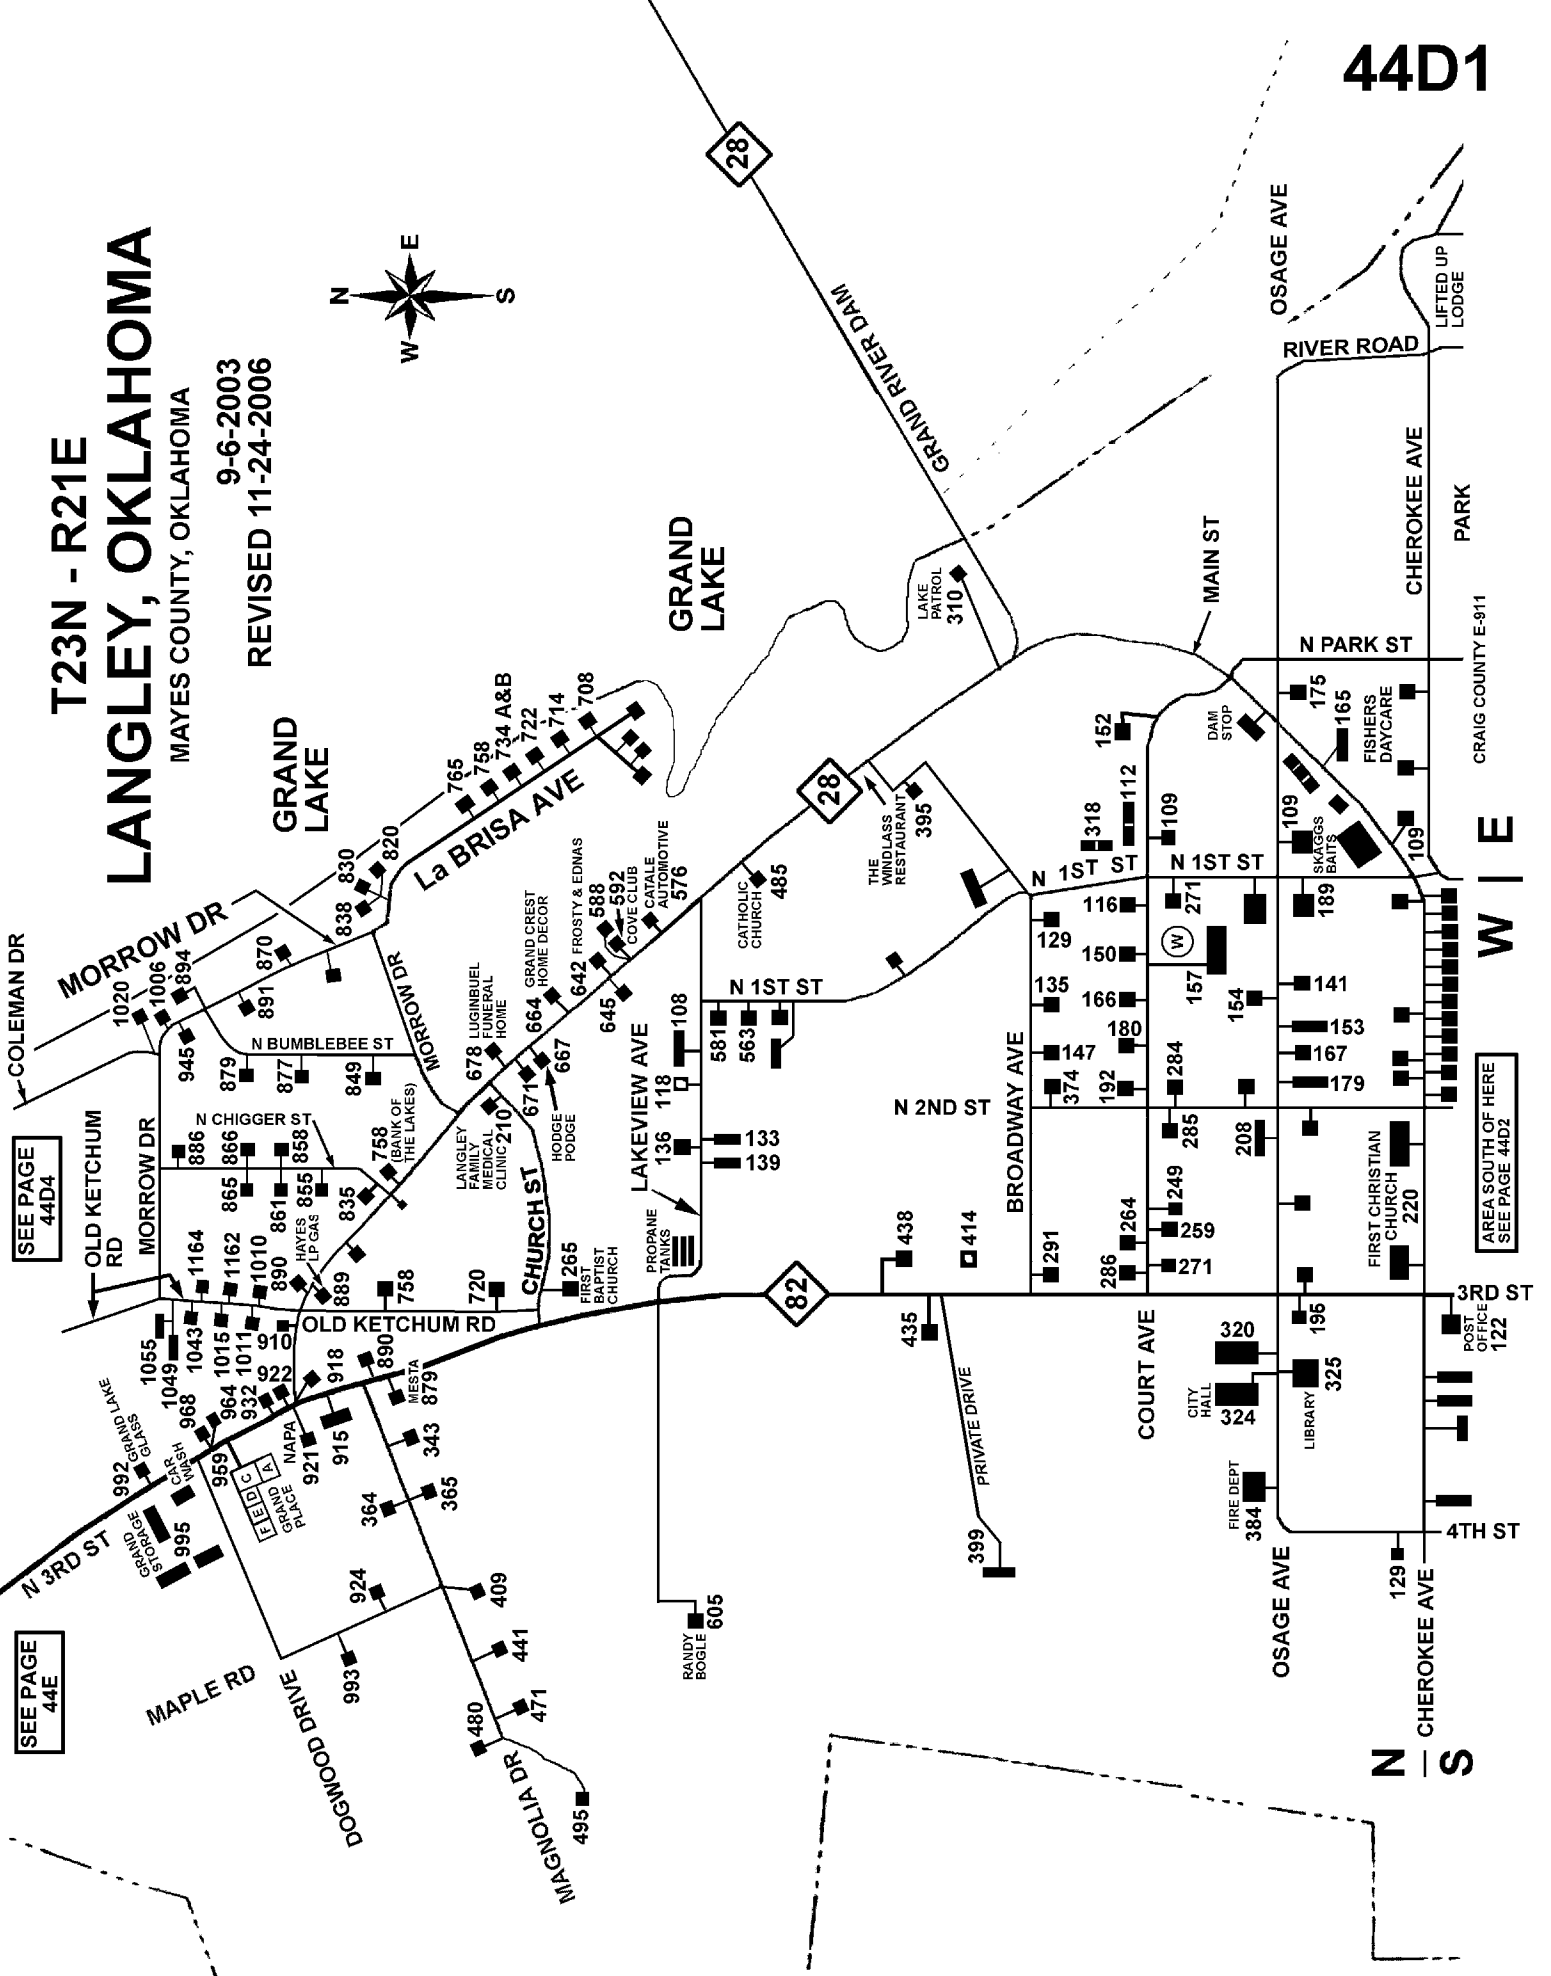 44D1
T23N - R21E
LANGLEY, OKLAHOMA
MAYES COUNTY, OKLAHOMA
9-6-2003
REVISED 11-24-2006
N
E
S
W
28
GRAND RIVER DAM
OSAGE AVE
RIVER ROAD
LIFTED UP
LODGE
CHEROKEE AVE
PARK
CRAIG COUNTY E-911
N PARK ST
MAIN ST
GRAND
LAKE
GRAND
LAKE
LAKE
PATROL
310
COLEMAN DR
MORROW DR
1020
1006
894
870
891
945
838
830
820
La BRISA AVE
765
758
734 A&B
722
714
708
MORROW DR
N BUMBLEBEE ST
879
877
849
SEE PAGE
44D4
OLD KETCHUM
RD
MORROW DR
N CHIGGER ST
886
866
858
865
861
855
835
758
(BANK OF
THE LAKES)
1164
1162
1010
890
HAYES
LP GAS
889
1055
1049
1043
1015
1011
910
OLD KETCHUM RD
758
720
CHURCH ST
265
FIRST
BAPTIST
CHURCH
LANGLEY
FAMILY
MEDICAL
CLINIC
210
678
LUGINBUEL
FUNERAL
HOME
671
667
HODGE
PODGE
664
GRAND CREST
HOME DECOR
642
FROSTY & EDNAS
645
588
592
COVE CLUB
CATALE
AUTOMOTIVE
576
CATHOLIC
CHURCH
485
28
THE
WINDLASS
RESTAURANT
395
LAKEVIEW AVE
108
118
136
133
139
581
563
N 1ST ST
PROPANE
TANKS
N 2ND ST
438
414
435
82
BROADWAY AVE
129
135
147
374
291
N 1ST ST
318
112
152
109
116
150
166
180
192
W
157
271
284
285
249
259
264
271
286
COURT AVE
N 1ST ST
DAM
STOP
175
165
FISHERS
DAYCARE
109
SKAGGS
BAITS
109
189
154
141
153
167
179
208
FIRST CHRISTIAN
CHURCH
220
W
E
AREA SOUTH OF HERE
SEE PAGE 44D2
3RD ST
POST
OFFICE
122
195
320
325
LIBRARY
CITY
HALL
324
FIRE DEPT
384
4TH ST
129
OSAGE AVE
CHEROKEE AVE
N
S
PRIVATE DRIVE
399
605
RANDY
BOGLE
N 3RD ST
992
GRAND LAKE
GLASS
CAR
WASH
968
964
932
922
918
890
MESTA
879
959
NAPA
921
915
F E D C A
GRAND
PLACE
GRAND
STORAGE
995
343
364
365
924
993
409
441
471
480
495
SEE PAGE
44E
MAPLE RD
DOGWOOD DRIVE
MAGNOLIA DR